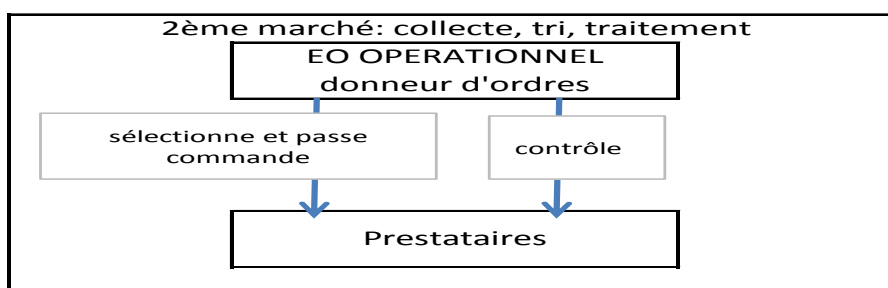 2ème marché: collecte, tri, traitement
EO OPERATIONNEL
donneur d'ordres
sélectionne et passe
commande
contrôle
Prestataires